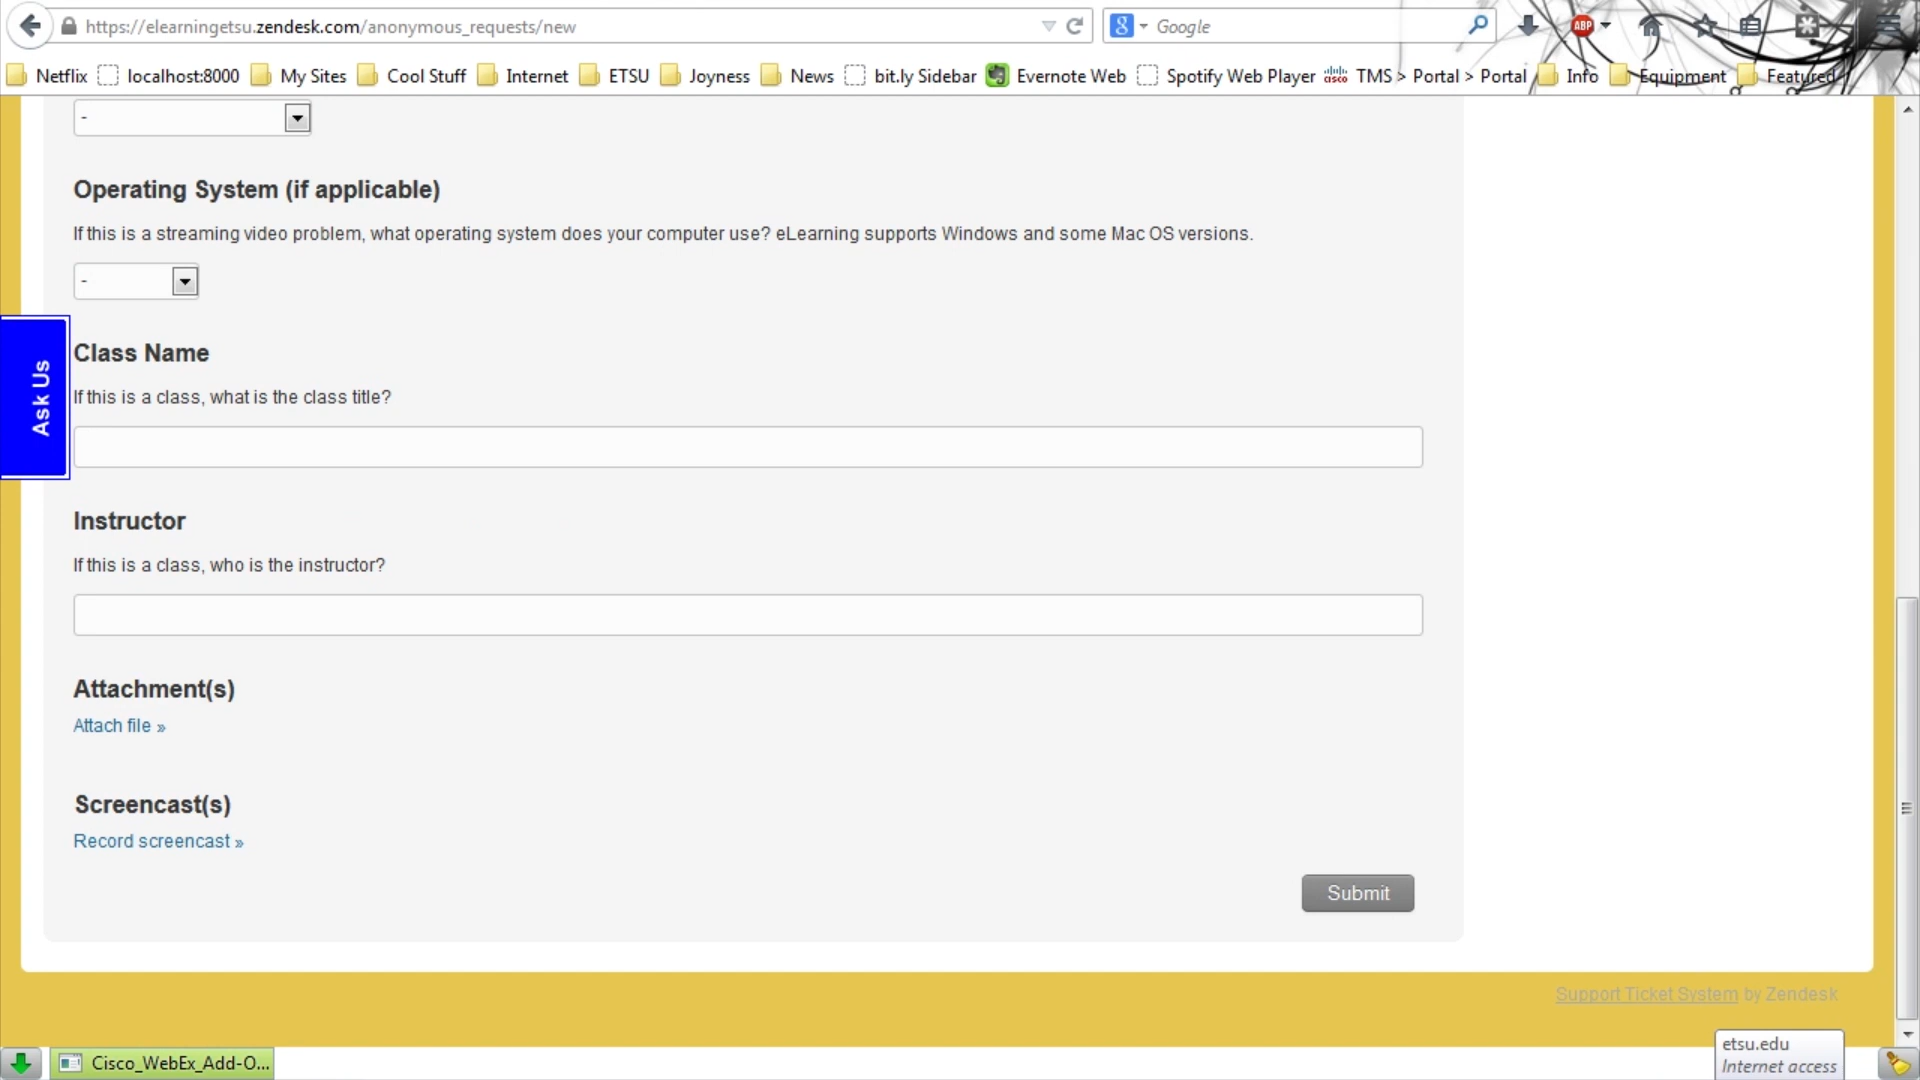 https://elearningetsu.zendesk.com/anonymous_requests/new
Google
ABP
Netflix localhost:8000 My Sites Cool Stuff Internet ETSU Joyness News bit.ly Sidebar Evernote Web Spotify Web Player TMS > Portal > Portal Info Equipment Featured
-
Operating System (if applicable)
If this is a streaming video problem, what operating system does your computer use? eLearning supports Windows and some Mac OS versions.
-
Ask Us
Class Name
If this is a class, what is the class title?
Instructor
If this is a class, who is the instructor?
Attachment(s)
Attach file »
Screencast(s)
Record screencast »
Submit
Support Ticket System by Zendesk
etsu.edu
Internet access
Cisco_WebEx_Add-O...